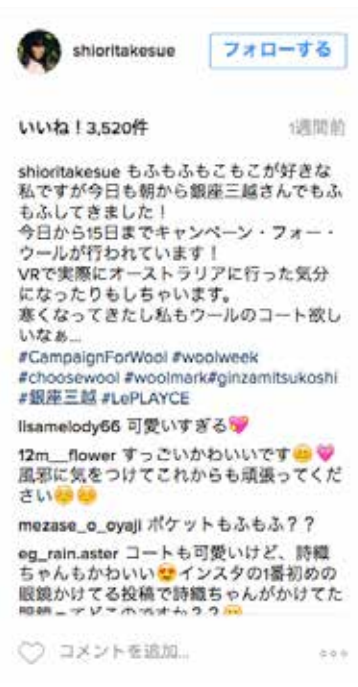 shioritakesue フォローする
いいね！3,520件 1週間前
shioritakesue もふもふもこもこが好きな
私ですが今日も朝から銀座三越さんでもふ
もふしてきました！
今日から15日までキャンペーン・フォー・
ウールが行われています！
VRで実際にオーストラリアに行った気分
になったりもしちゃいます。
寒くなってきたし私もウールのコート欲し
いなぁ...
#CampaignForWool #woolweek
#choosewool #woolmark#ginzamitsukoshi
#銀座三越 #LePLAYCE
lisamelody66 可愛いすぎる💖
12m__flower すっごいかわいいです😊💗
風邪に気をつけてこれからも頑張ってくだ
さい😣😣
mezase_o_oyaji ポケットもふもふ？？
eg_rain.aster コートも可愛いけど、詩織
ちゃんもかわいい😍インスタの1番初めの
眼鏡かけてる投稿で詩織ちゃんがかけてた
眼鏡ってどこのですか？？
コメントを追加...